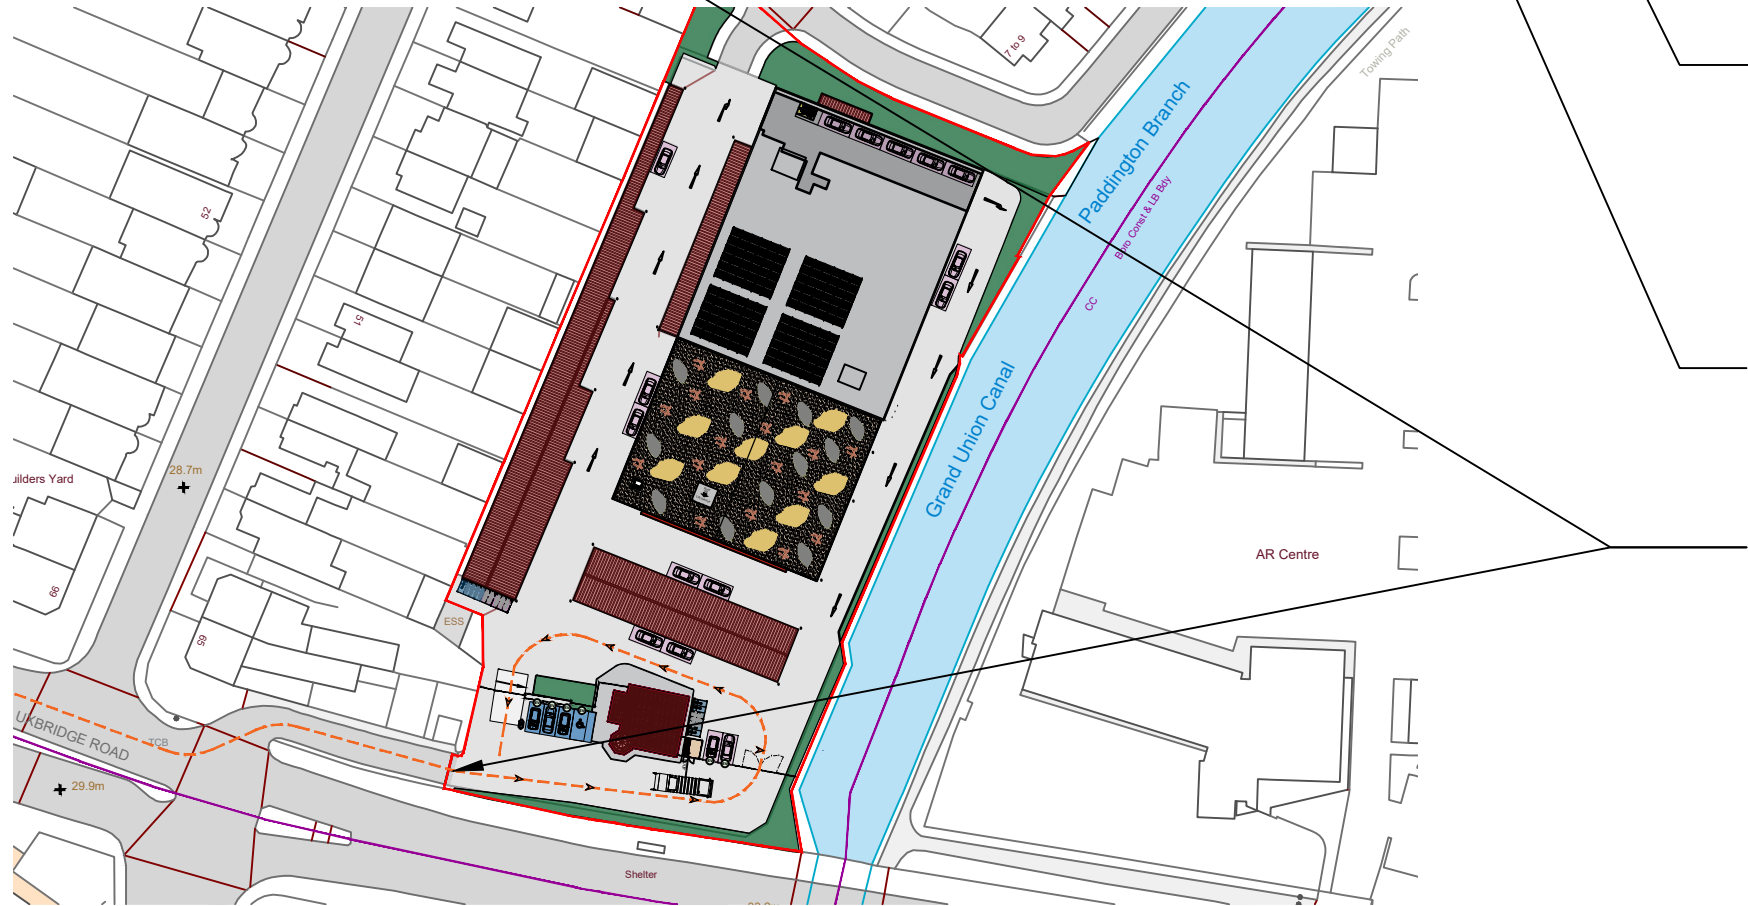 7 to 9
Towing Path
Paddington Branch
Boro Const & LB Bdy
CC
52
51
Grand Union Canal
28.7m
uilders Yard
AR Centre
66
65
ESS
UXBRIDGE ROAD
TCB
29.9m
Shelter